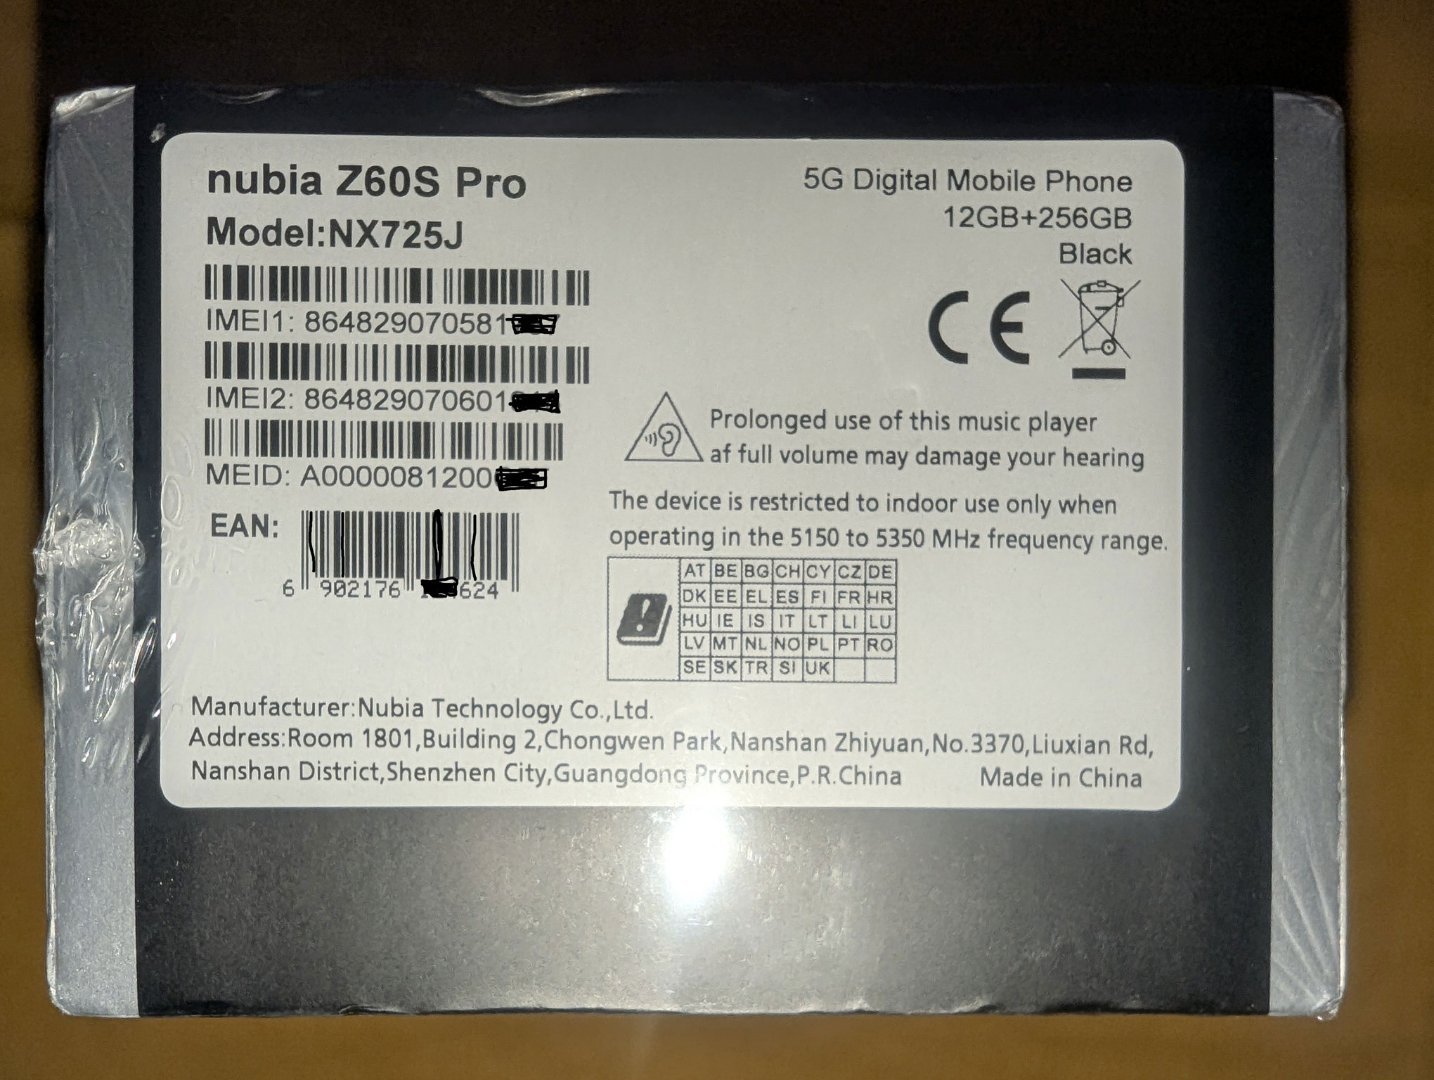 nubia Z60S Pro
Model:NX725J
5G Digital Mobile Phone
12GB+256GB
Black
IMEI1: 864829070581
IMEI2: 864829070601
MEID: A0000081200
EAN:
6 902176 624
CE
Prolonged use of this music player
af full volume may damage your hearing
The device is restricted to indoor use only when
operating in the 5150 to 5350 MHz frequency range.
AT BE BG CH CY CZ DE
DK EE EL ES FI FR HR
HU IE IS IT LT LI LU
LV MT NL NO PL PT RO
SE SK TR SI UK
Manufacturer:Nubia Technology Co.,Ltd.
Address:Room 1801,Building 2,Chongwen Park,Nanshan Zhiyuan,No.3370,Liuxian Rd,
Nanshan District,Shenzhen City,Guangdong Province,P.R.China Made in China